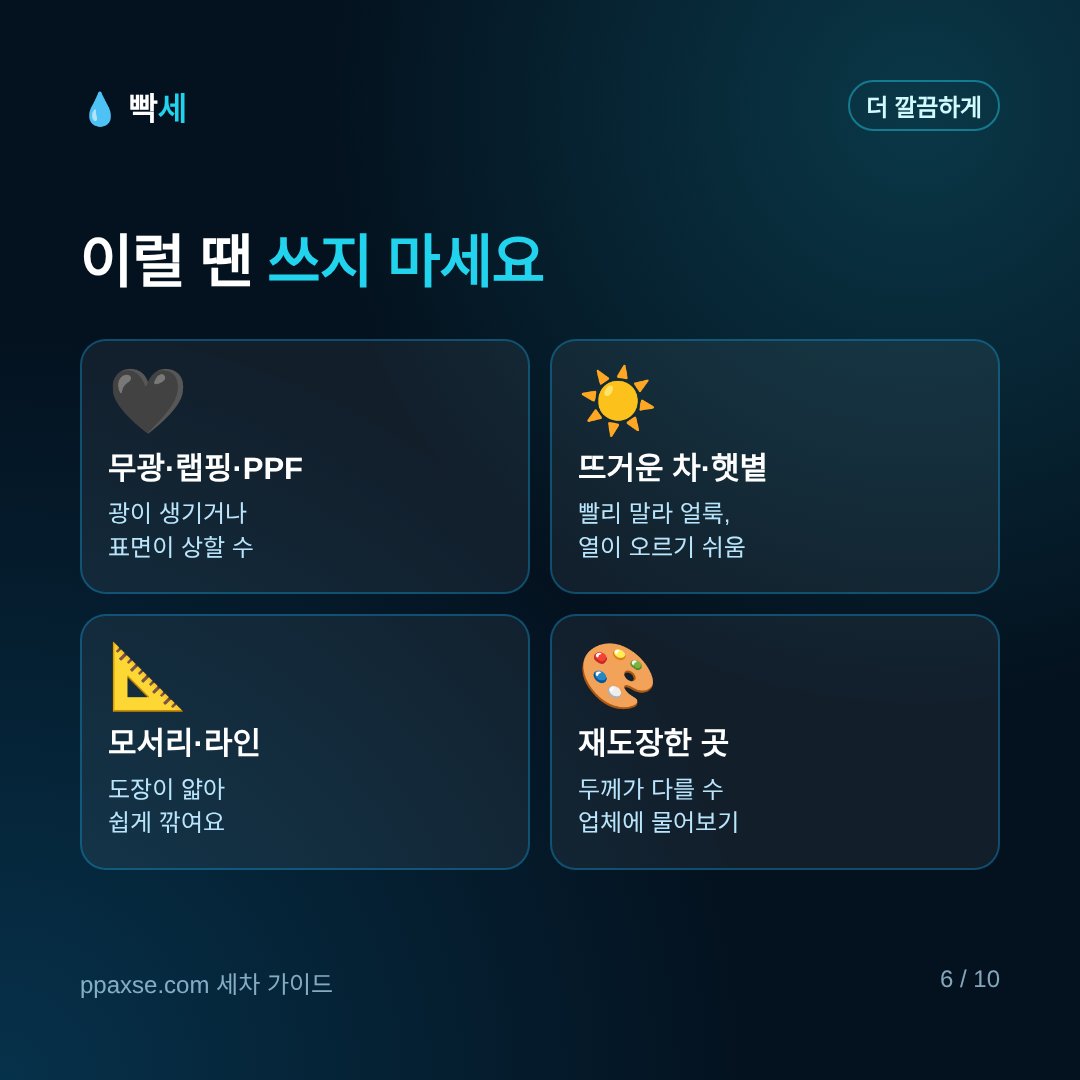 빡세
더 깔끔하게
이럴 땐 쓰지 마세요
무광·랩핑·PPF
광이 생기거나
표면이 상할 수
뜨거운 차·햇볕
빨리 말라 얼룩,
열이 오르기 쉬움
모서리·라인
도장이 얇아
쉽게 깎여요
재도장한 곳
두께가 다를 수
업체에 물어보기
ppaxse.com 세차 가이드
6 / 10